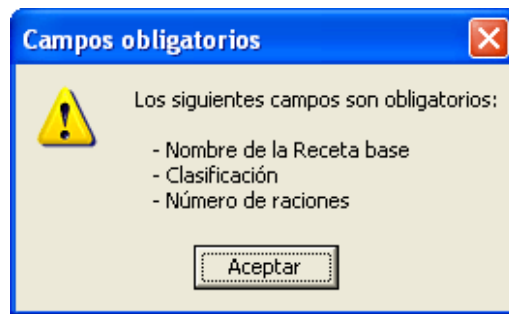 Campos obligatorios
Los siguientes campos son obligatorios:
- Nombre de la Receta base
- Clasificación
- Número de raciones
Aceptar